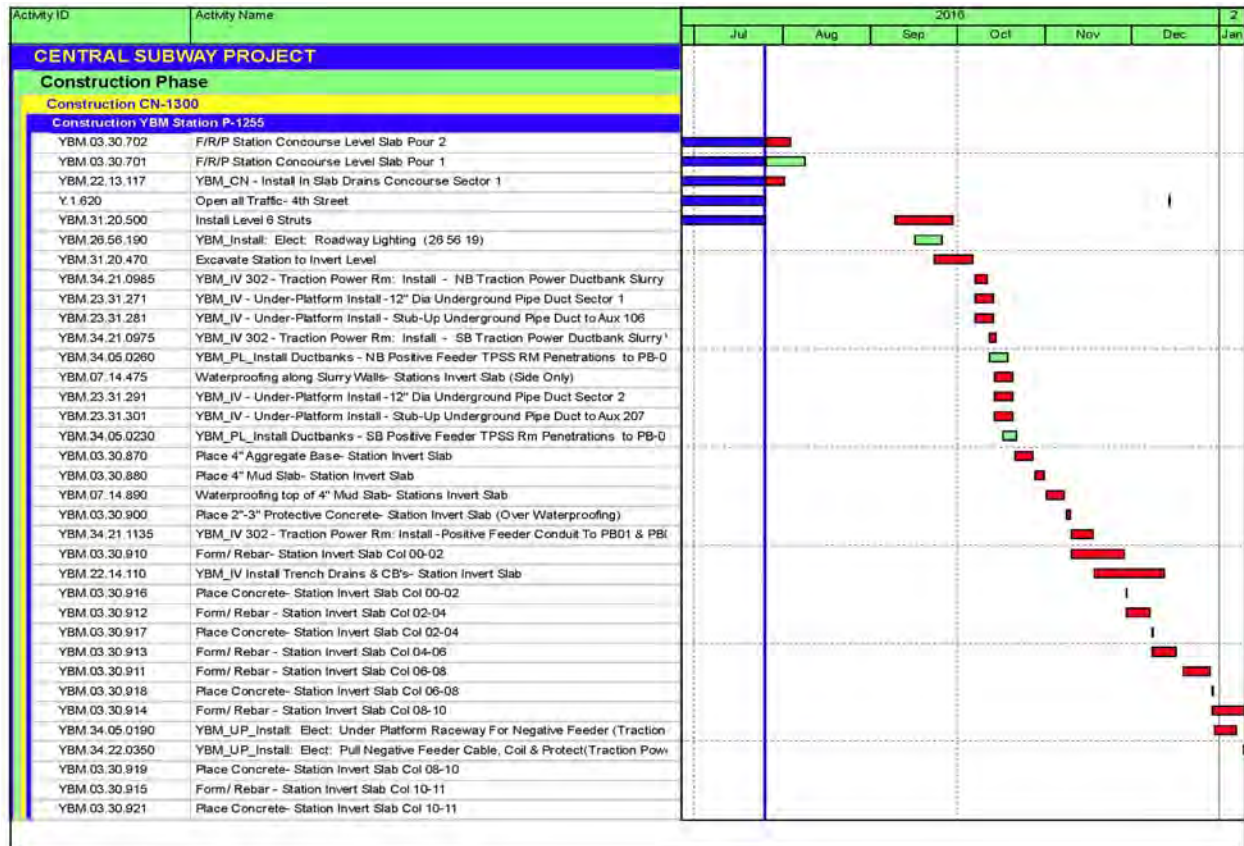 Activity ID Activity Name 2016 2
Jul Aug Sep Oct Nov Dec Jan
CENTRAL SUBWAY PROJECT
Construction Phase
Construction CN-1300
Construction YBM Station P-1255
YBM.03.30.702 F/R/P Station Concourse Level Slab Pour 2
YBM.03.30.701 F/R/P Station Concourse Level Slab Pour 1
YBM.22.13.117 YBM_CN - Install In Slab Drains Concourse Sector 1
Y.1.620 Open all Traffic- 4th Street
YBM.31.20.500 Install Level 6 Struts
YBM.26.56.190 YBM_Install: Elect: Roadway Lighting (26 56 19)
YBM.31.20.470 Excavate Station to Invert Level
YBM.34.21.0985 YBM_IV 302 - Traction Power Rm: Install - NB Traction Power Ductbank Slurry
YBM.23.31.271 YBM_IV - Under-Platform Install -12" Dia Underground Pipe Duct Sector 1
YBM.23.31.281 YBM_IV - Under-Platform Install - Stub-Up Underground Pipe Duct to Aux 106
YBM.34.21.0975 YBM_IV 302 - Traction Power Rm: Install - SB Traction Power Ductbank Slurry
YBM.34.05.0260 YBM_PL_Install Ductbanks - NB Positive Feeder TPSS RM Penetrations to PB-0
YBM.07.14.475 Waterproofing along Slurry Walls- Stations Invert Slab (Side Only)
YBM.23.31.291 YBM_IV - Under-Platform Install -12" Dia Underground Pipe Duct Sector 2
YBM.23.31.301 YBM_IV - Under-Platform Install - Stub-Up Underground Pipe Duct to Aux 207
YBM.34.05.0230 YBM_PL_Install Ductbanks - SB Positive Feeder TPSS Rm Penetrations to PB-0
YBM.03.30.870 Place 4" Aggregate Base- Station Invert Slab
YBM.03.30.880 Place 4" Mud Slab- Station Invert Slab
YBM.07.14.890 Waterproofing top of 4" Mud Slab- Stations Invert Slab
YBM.03.30.900 Place 2"-3" Protective Concrete- Station Invert Slab (Over Waterproofing)
YBM.34.21.1135 YBM_IV 302 - Traction Power Rm: Install -Positive Feeder Conduit To PB01 &
YBM.03.30.910 Form/ Rebar- Station Invert Slab Col 00-02
YBM.22.14.110 YBM_IV Install Trench Drains & CB's- Station Invert Slab
YBM.03.30.916 Place Concrete- Station Invert Slab Col 00-02
YBM.03.30.912 Form/ Rebar - Station Invert Slab Col 02-04
YBM.03.30.917 Place Concrete- Station Invert Slab Col 02-04
YBM.03.30.913 Form/ Rebar - Station Invert Slab Col 04-06
YBM.03.30.911 Form/ Rebar - Station Invert Slab Col 06-08
YBM.03.30.918 Place Concrete- Station Invert Slab Col 06-08
YBM.03.30.914 Form/ Rebar - Station Invert Slab Col 08-10
YBM.34.05.0190 YBM_UP_Install: Elect: Under Platform Raceway For Negative Feeder (Traction
YBM.34.22.0350 YBM_UP_Install: Elect: Pull Negative Feeder Cable, Coil & Protect(Traction
YBM.03.30.919 Place Concrete- Station Invert Slab Col 08-10
YBM.03.30.915 Form/ Rebar - Station Invert Slab Col 10-11
YBM.03.30.921 Place Concrete- Station Invert Slab Col 10-11